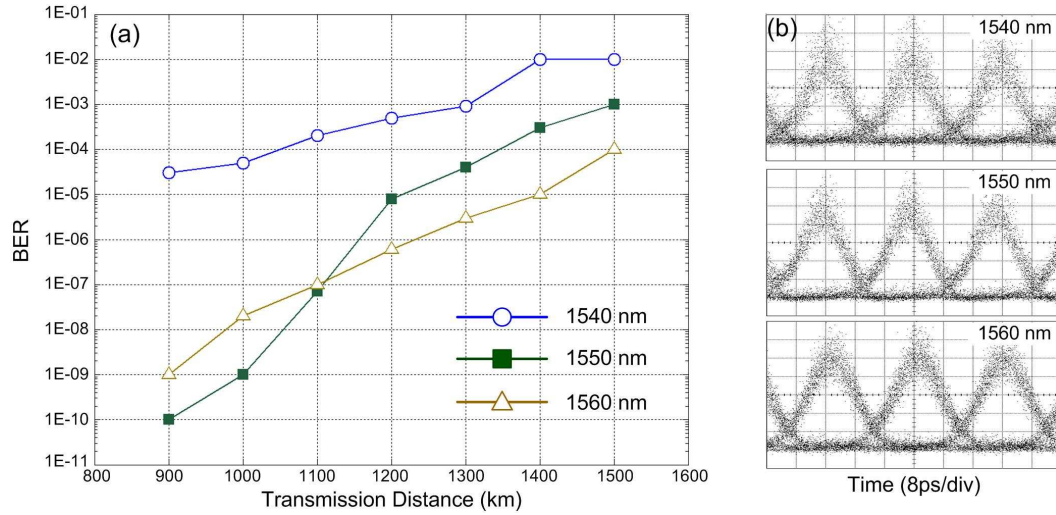 (a)
1E-01
1E-02
1E-03
1E-04
1E-05
1E-06
1E-07
1E-08
1E-09
1E-10
1E-11
BER
800 900 1000 1100 1200 1300 1400 1500 1600
Transmission Distance (km)
1540 nm
1550 nm
1560 nm
(b)
1540 nm
1550 nm
1560 nm
Time (8ps/div)